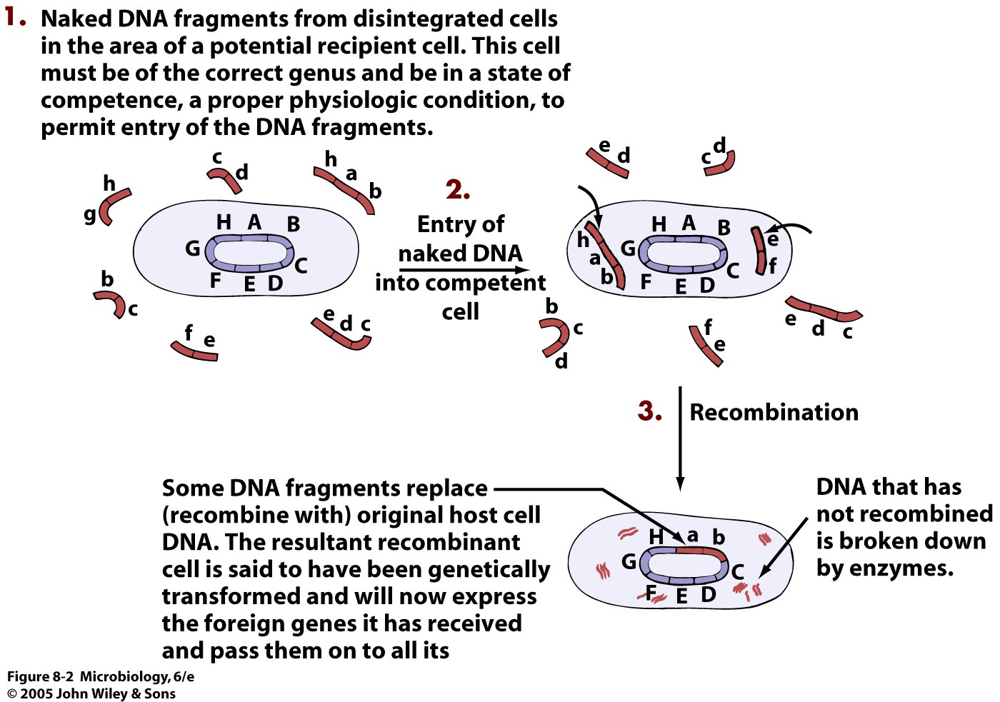 1. Naked DNA fragments from disintegrated cells
in the area of a potential recipient cell. This cell
must be of the correct genus and be in a state of
competence, a proper physiologic condition, to
permit entry of the DNA fragments.
h
g
c
d
h
a
b
H A B
G
C
F E D
b
c
f e
e d c
2.
Entry of
naked DNA
into competent
cell
e d
c d
H A B
h
a
b
G
C
F E D
e
f
b
c
d
f
e
e d c
3. Recombination
Some DNA fragments replace
(recombine with) original host cell
DNA. The resultant recombinant
cell is said to have been genetically
transformed and will now express
the foreign genes it has received
and pass them on to all its
H a b
G
C
F E D
DNA that has
not recombined
is broken down
by enzymes.
Figure 8-2 Microbiology, 6/e
© 2005 John Wiley & Sons